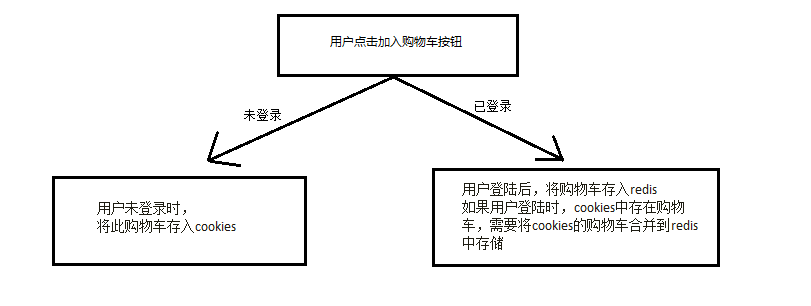 用户点击加入购物车按钮
未登录
已登录
用户未登录时，
将此购物车存入cookies
用户登陆后，将购物车存入redis
如果用户登陆时，cookies中存在购物
车，需要将cookies的购物车合并到redis
中存储